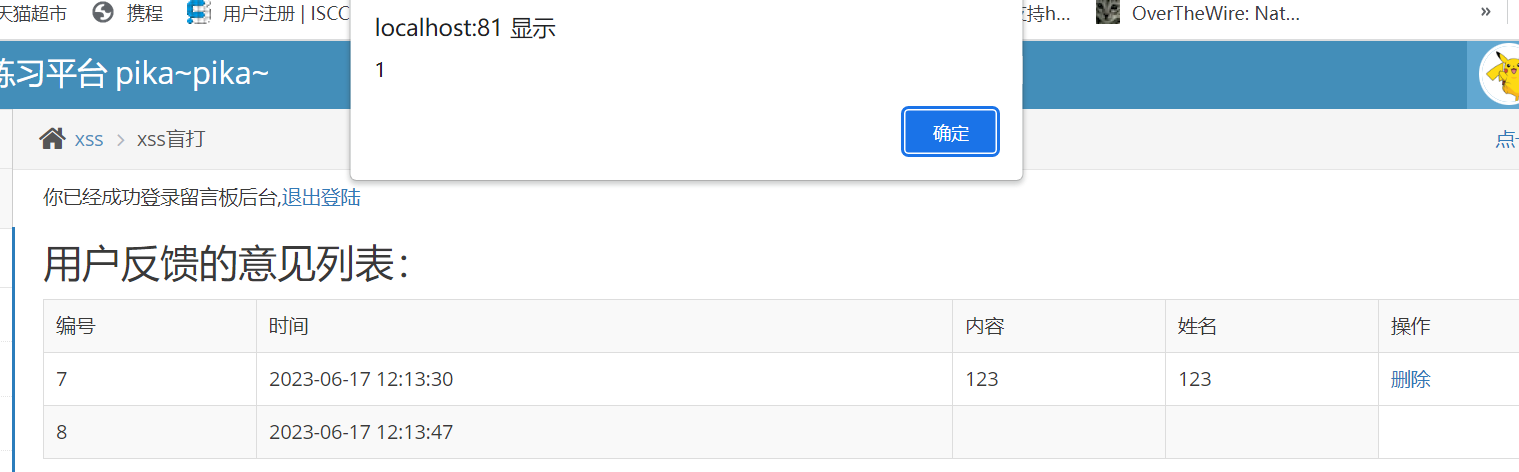 天猫超市 携程 用户注册 | ISCC 持h... OverTheWire: Nat... »
localhost:81 显示
1
确定
练习平台 pika~pika~
xss xss盲打 点
你已经成功登录留言板后台,退出登陆
用户反馈的意见列表：
编号 时间 内容 姓名 操作
7 2023-06-17 12:13:30 123 123 删除
8 2023-06-17 12:13:47